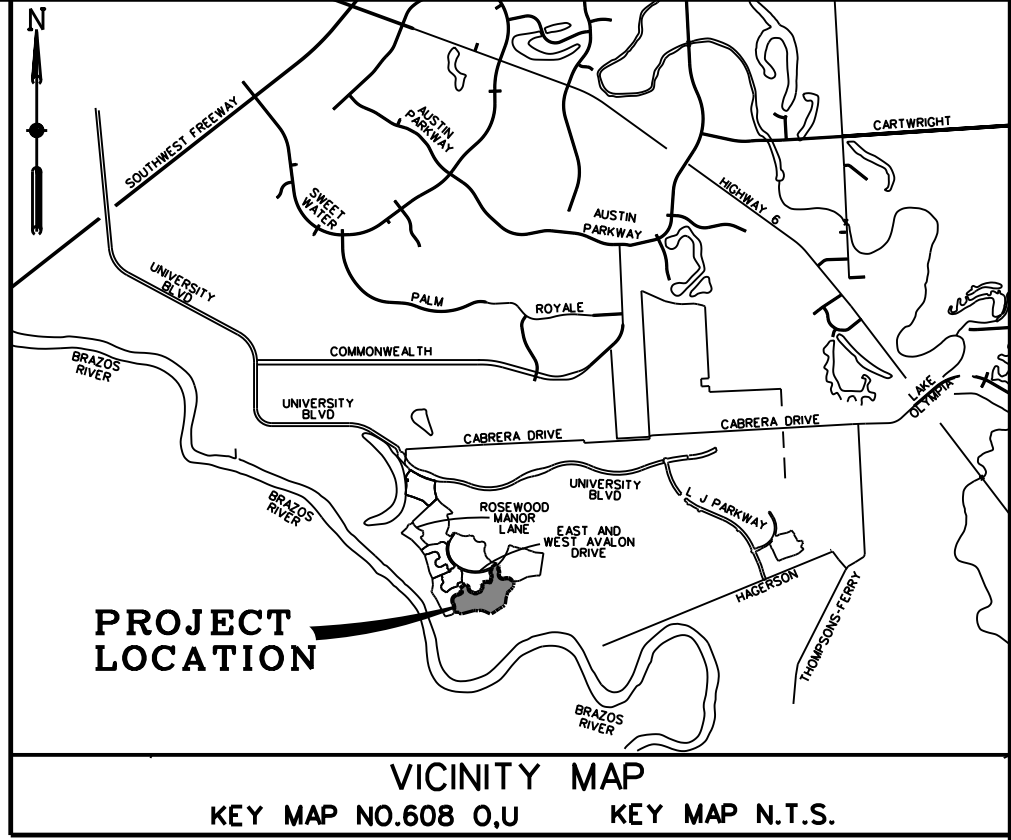 N
SOUTHWEST FREEWAY
AUSTIN
PARKWAY
CARTWRIGHT
HIGHWAY 6
SWEET
WATER
AUSTIN
PARKWAY
UNIVERSITY
BLVD
PALM
ROYALE
BRAZOS
RIVER
COMMONWEALTH
LAKE
OLYMPIA
UNIVERSITY
BLVD
CABRERA DRIVE
CABRERA DRIVE
UNIVERSITY
BLVD
BRAZOS
RIVER
ROSEWOOD
MANOR
LANE
L J PARKWAY
EAST AND
WEST AVALON
DRIVE
HAGERSON
THOMPSONS-FERRY
PROJECT
LOCATION
BRAZOS
RIVER
VICINITY MAP
KEY MAP NO.608 O,U KEY MAP N.T.S.